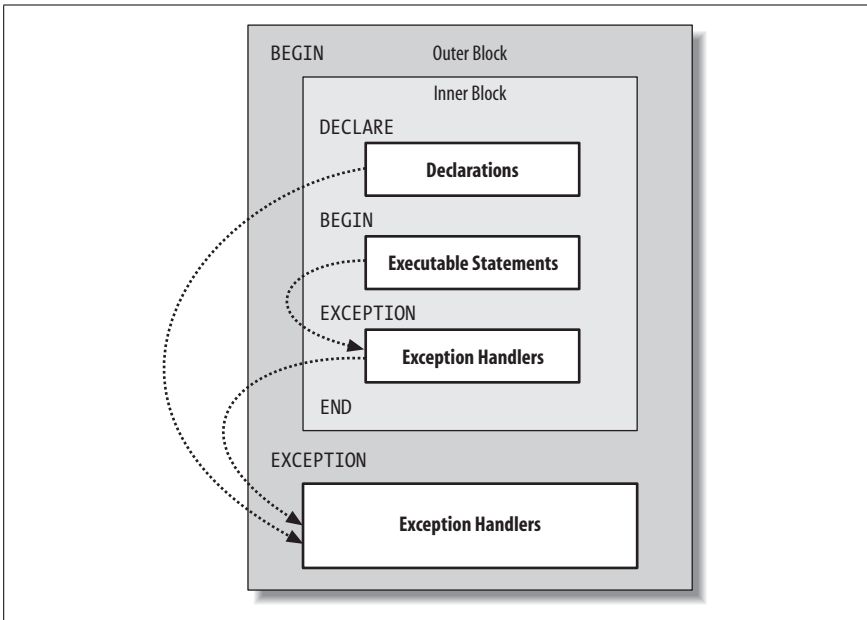 BEGIN Outer Block
Inner Block
DECLARE
Declarations
BEGIN
Executable Statements
EXCEPTION
Exception Handlers
END
EXCEPTION
Exception Handlers